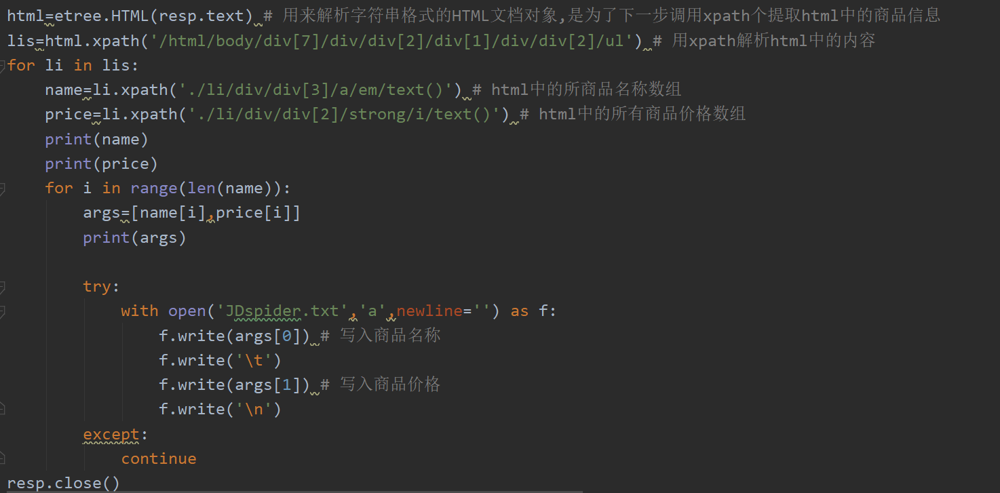 html=etree.HTML(resp.text) # 用来解析字符串格式的HTML文档对象,是为了下一步调用xpath个提取html中的商品信息
lis=html.xpath('/html/body/div[7]/div/div[2]/div[1]/div/div[2]/ul') # 用xpath解析html中的内容
for li in lis:
    name=li.xpath('./li/div/div[3]/a/em/text()') # html中的所商品名称数组
    price=li.xpath('./li/div/div[2]/strong/i/text()') # html中的所有商品价格数组
    print(name)
    print(price)
    for i in range(len(name)):
        args=[name[i],price[i]]
        print(args)
        try:
            with open('JDspider.txt','a',newline='') as f:
                f.write(args[0]) # 写入商品名称
                f.write('\t')
                f.write(args[1]) # 写入商品价格
                f.write('\n')
        except:
            continue
resp.close()